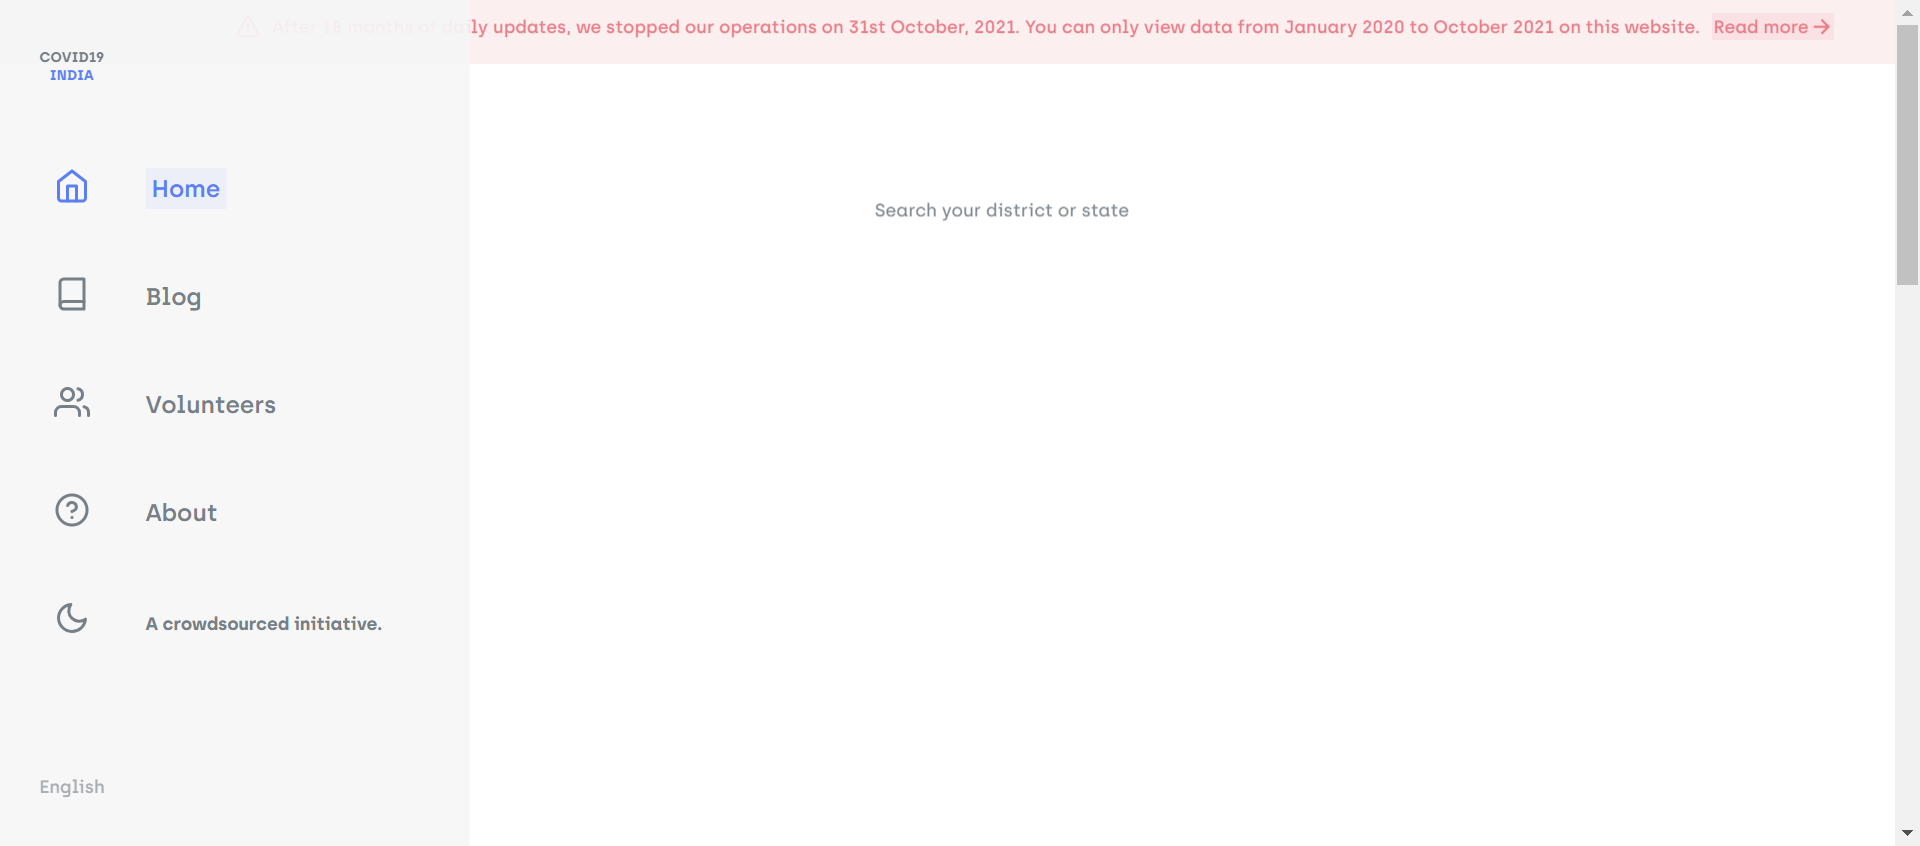 After 18 months of daily updates, we stopped our operations on 31st October, 2021. You can only view data from January 2020 to October 2021 on this website. Read more
COVID19
INDIA
Home
Search your district or state
Blog
Volunteers
About
A crowdsourced initiative.
English